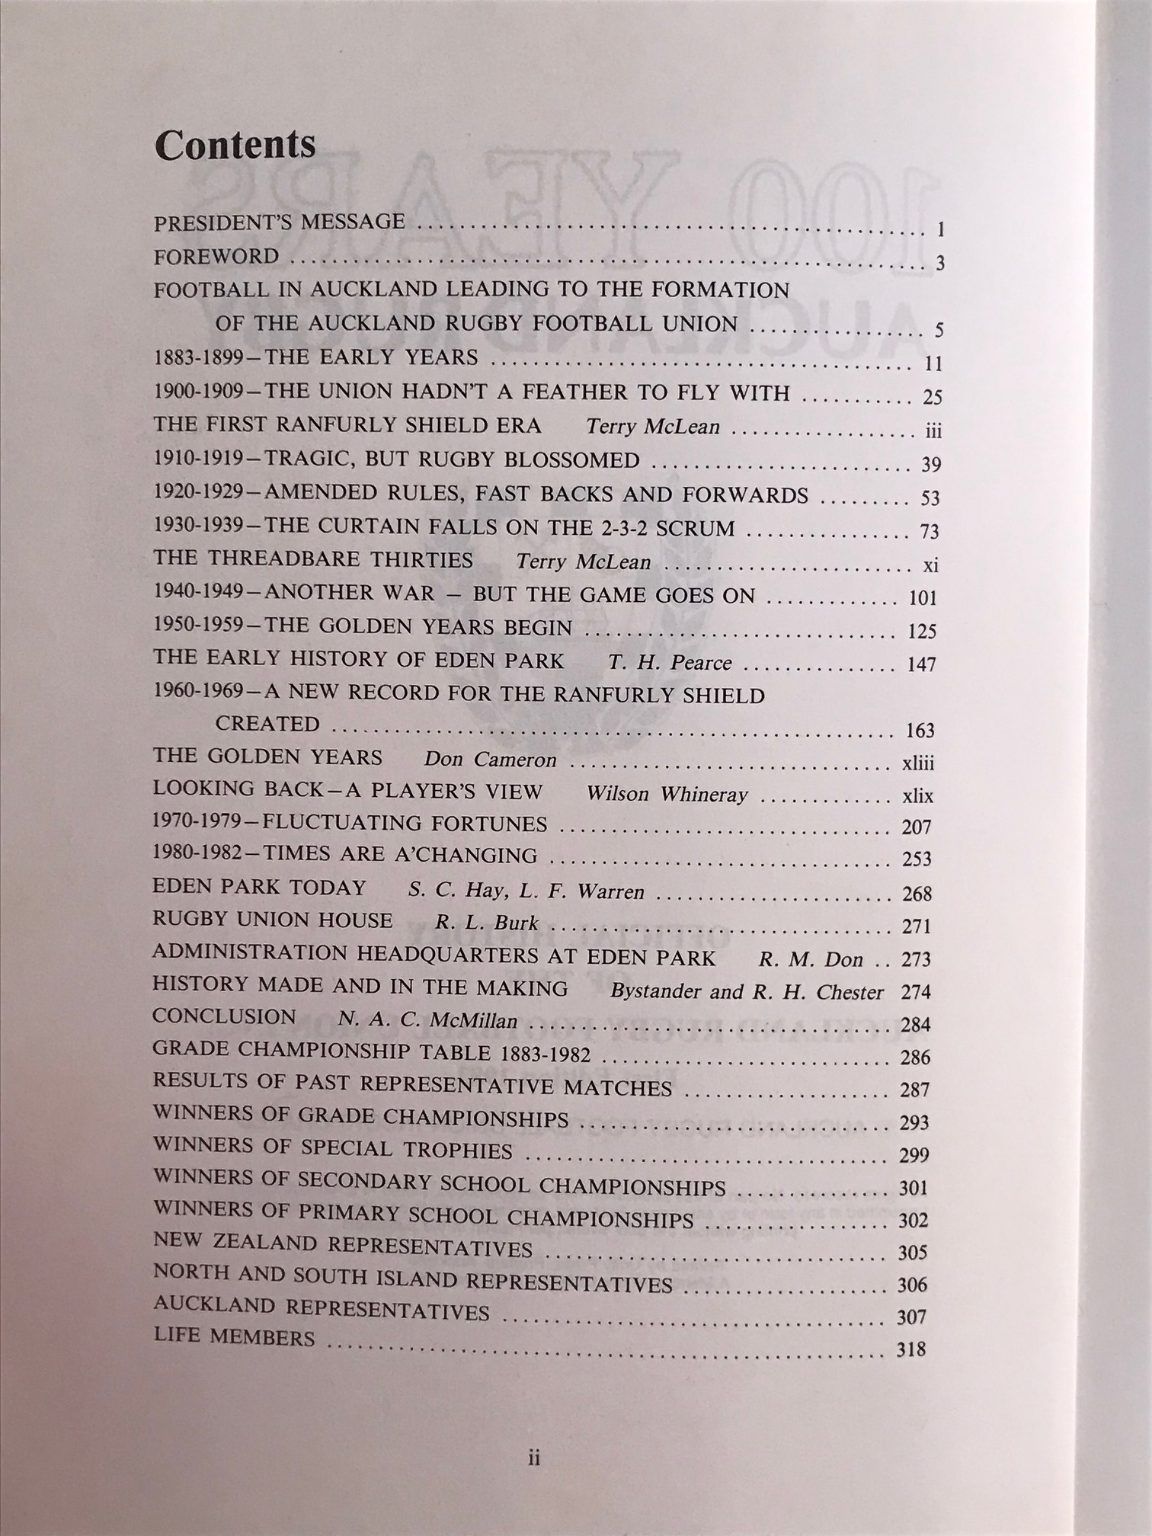 Contents
PRESIDENT'S MESSAGE ................................................ 1
FOREWORD ............................................................ 3
FOOTBALL IN AUCKLAND LEADING TO THE FORMATION
OF THE AUCKLAND RUGBY FOOTBALL UNION ................. 5
1883-1899—THE EARLY YEARS ........................................ 11
1900-1909—THE UNION HADN'T A FEATHER TO FLY WITH ........... 25
THE FIRST RANFURLY SHIELD ERA Terry McLean .................. iii
1910-1919—TRAGIC, BUT RUGBY BLOSSOMED ......................... 39
1920-1929—AMENDED RULES, FAST BACKS AND FORWARDS ......... 53
1930-1939—THE CURTAIN FALLS ON THE 2-3-2 SCRUM ................ 73
THE THREADBARE THIRTIES Terry McLean ........................ xi
1940-1949—ANOTHER WAR — BUT THE GAME GOES ON ............. 101
1950-1959—THE GOLDEN YEARS BEGIN .............................. 125
THE EARLY HISTORY OF EDEN PARK T. H. Pearce ............... 147
1960-1969—A NEW RECORD FOR THE RANFURLY SHIELD
CREATED ...................................................... 163
THE GOLDEN YEARS Don Cameron ............................... xliii
LOOKING BACK—A PLAYER'S VIEW Wilson Whineray ............. xlix
1970-1979—FLUCTUATING FORTUNES ................................ 207
1980-1982—TIMES ARE A'CHANGING ................................. 253
EDEN PARK TODAY S. C. Hay, L. F. Warren ....................... 268
RUGBY UNION HOUSE R. L. Burk ................................. 271
ADMINISTRATION HEADQUARTERS AT EDEN PARK R. M. Don .. 273
HISTORY MADE AND IN THE MAKING Bystander and R. H. Chester 274
CONCLUSION N. A. C. McMillan ................................... 284
GRADE CHAMPIONSHIP TABLE 1883-1982 ............................ 286
RESULTS OF PAST REPRESENTATIVE MATCHES .................... 287
WINNERS OF GRADE CHAMPIONSHIPS .............................. 293
WINNERS OF SPECIAL TROPHIES ................................... 299
WINNERS OF SECONDARY SCHOOL CHAMPIONSHIPS ............... 301
WINNERS OF PRIMARY SCHOOL CHAMPIONSHIPS .................. 302
NEW ZEALAND REPRESENTATIVES ................................. 305
NORTH AND SOUTH ISLAND REPRESENTATIVES .................... 306
AUCKLAND REPRESENTATIVES ..................................... 307
LIFE MEMBERS ...................................................... 318
ii